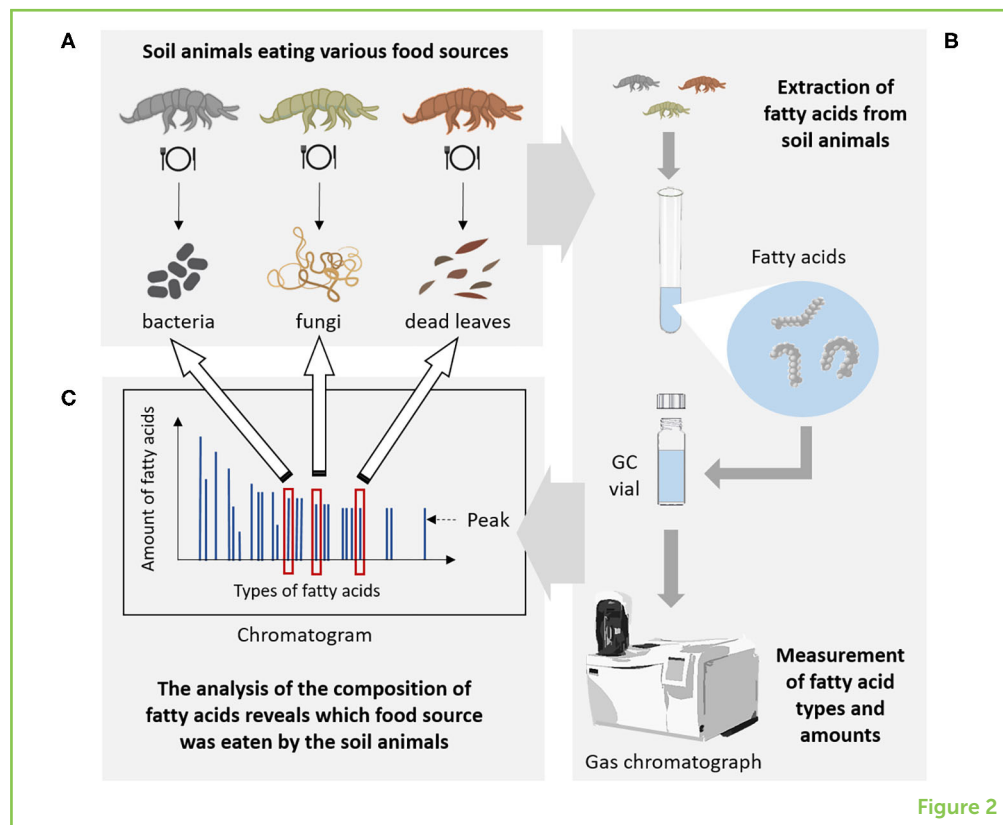 A
Soil animals eating various food sources
bacteria
fungi
dead leaves
B
Extraction of
fatty acids from
soil animals
Fatty acids
GC
vial
Measurement
of fatty acid
types and
amounts
Gas chromatograph
C
Amount of fatty acids
Peak
Types of fatty acids
Chromatogram
The analysis of the composition of
fatty acids reveals which food source
was eaten by the soil animals
Figure 2